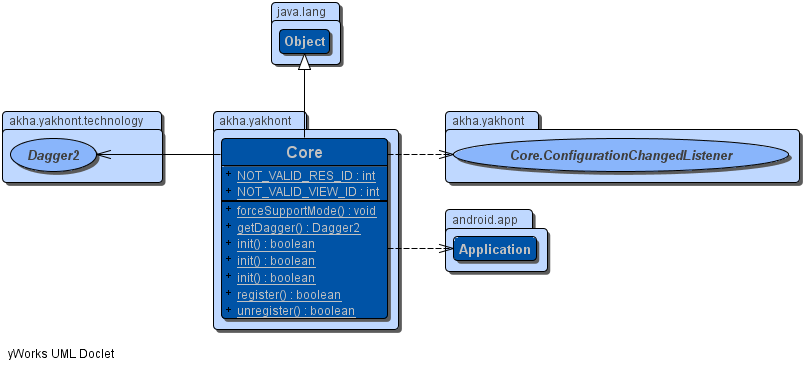 java.lang
Object
akha.yakhont.technology
Dagger2
akha.yakhont
Core
+ NOT_VALID_RES_ID : int
+ NOT_VALID_VIEW_ID : int
+ forceSupportMode() : void
+ getDagger() : Dagger2
+ init() : boolean
+ init() : boolean
+ init() : boolean
+ register() : boolean
+ unregister() : boolean
akha.yakhont
Core.ConfigurationChangedListener
android.app
Application
yWorks UML Doclet